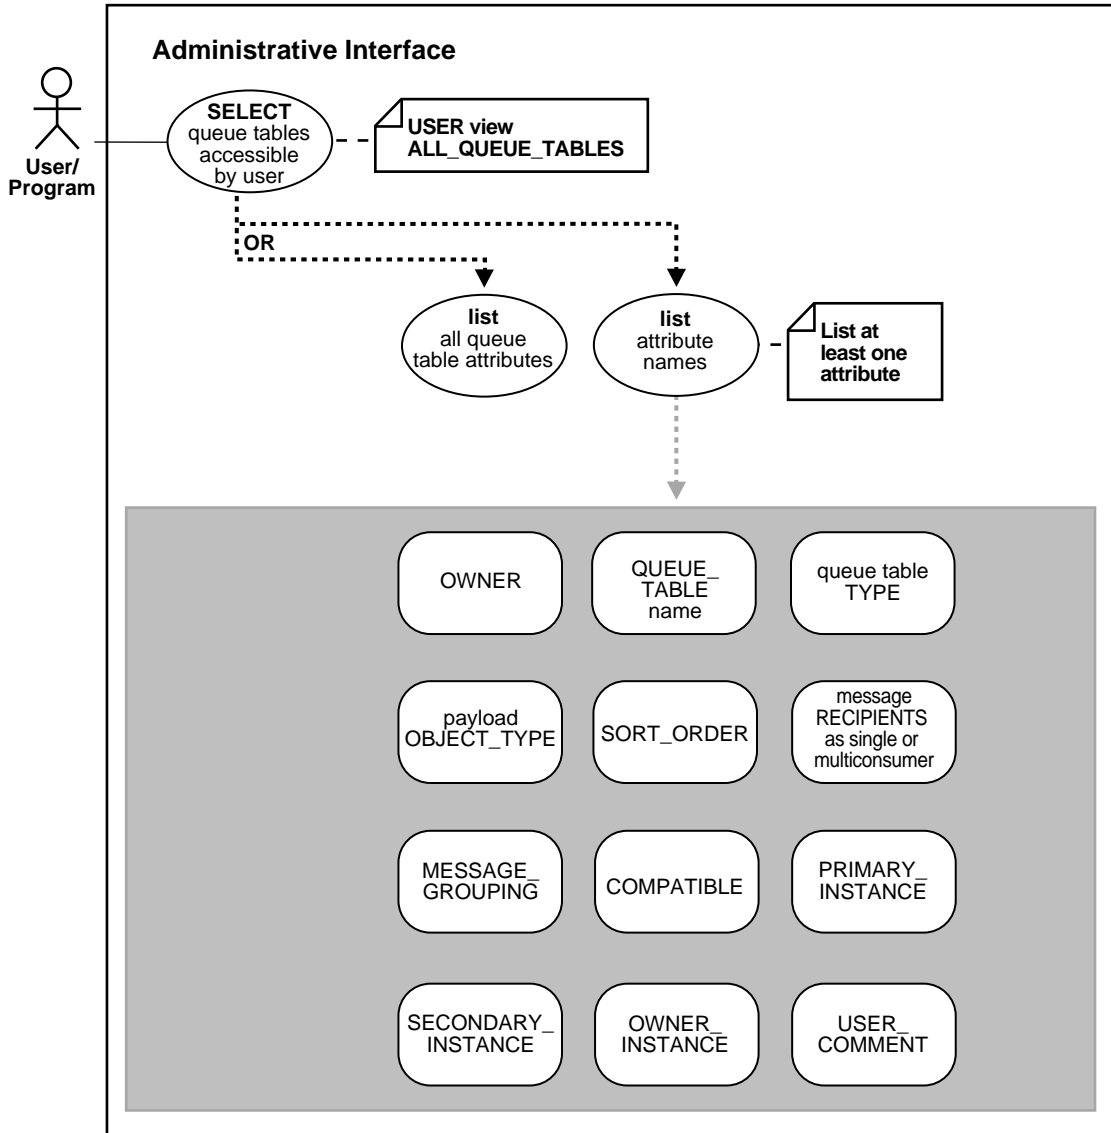 Administrative Interface
User/
Program
SELECT
queue tables
accessible
by user
USER view
ALL_QUEUE_TABLES
OR
list
all queue
table attributes
list
attribute
names
List at
least one
attribute
OWNER
QUEUE_
TABLE
name
queue table
TYPE
payload
OBJECT_TYPE
SORT_ORDER
message
RECIPIENTS
as single or
multiconsumer
MESSAGE_
GROUPING
COMPATIBLE
PRIMARY_
INSTANCE
SECONDARY_
INSTANCE
OWNER_
INSTANCE
USER_
COMMENT